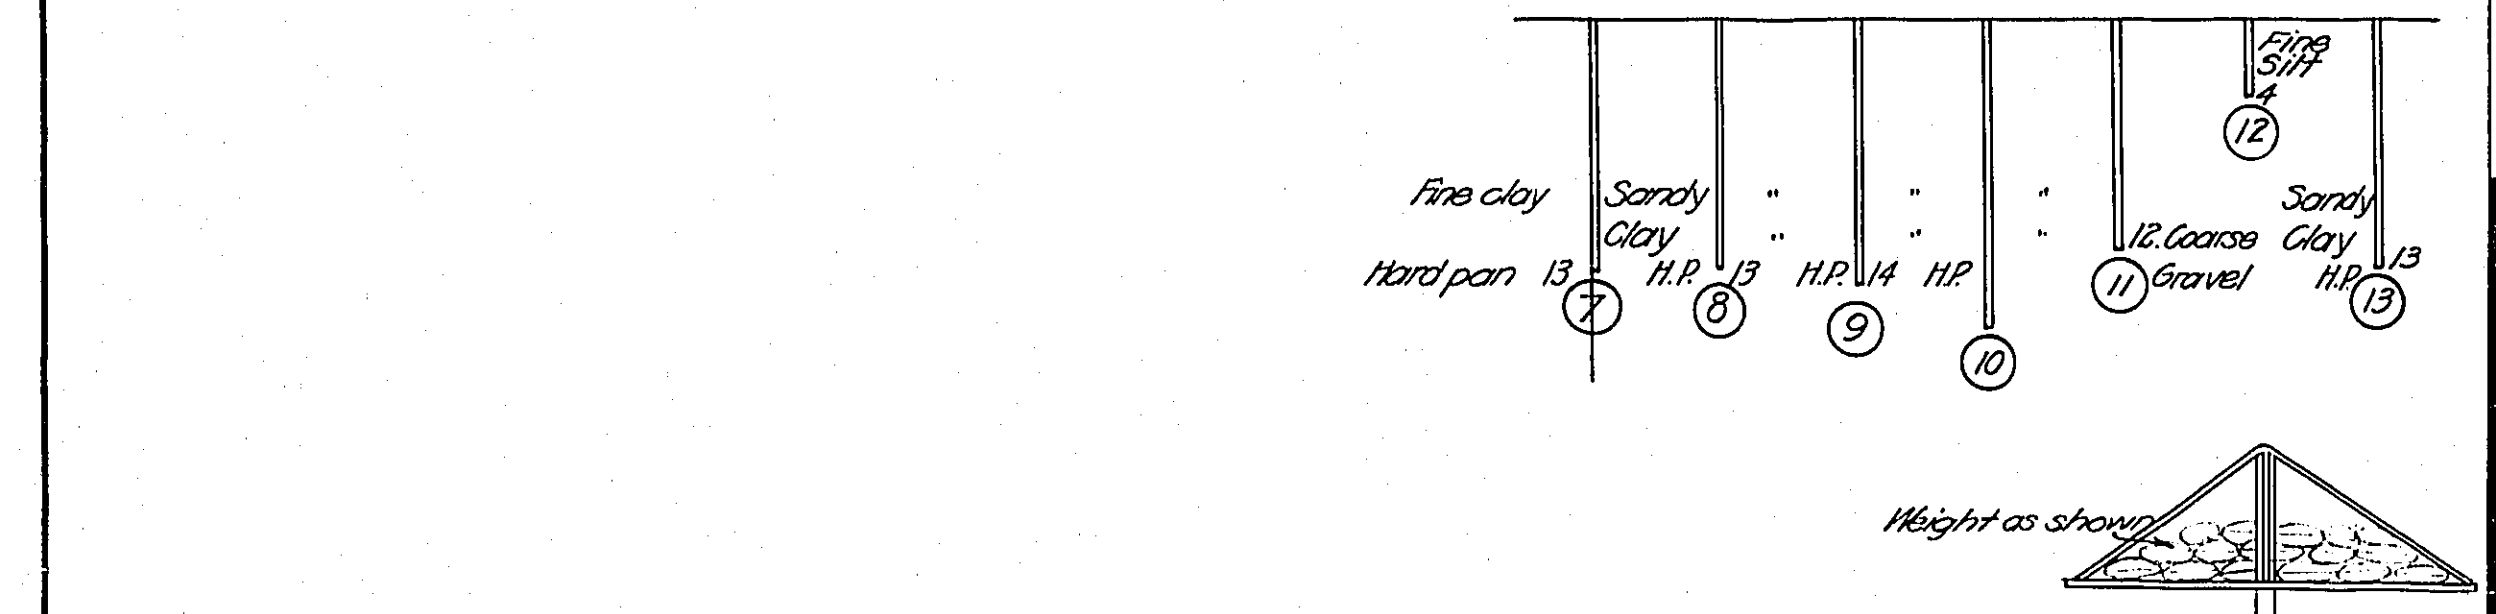 Fine
Silt
4
12
Fine clay Sandy " " " Sandy
Clay " " " 12. Coarse Clay
Hard pan 13 H.P. 13 H.P. 14 H.P. Gravel H.P. 13
7 8 9 10 11 13
Weight as shown